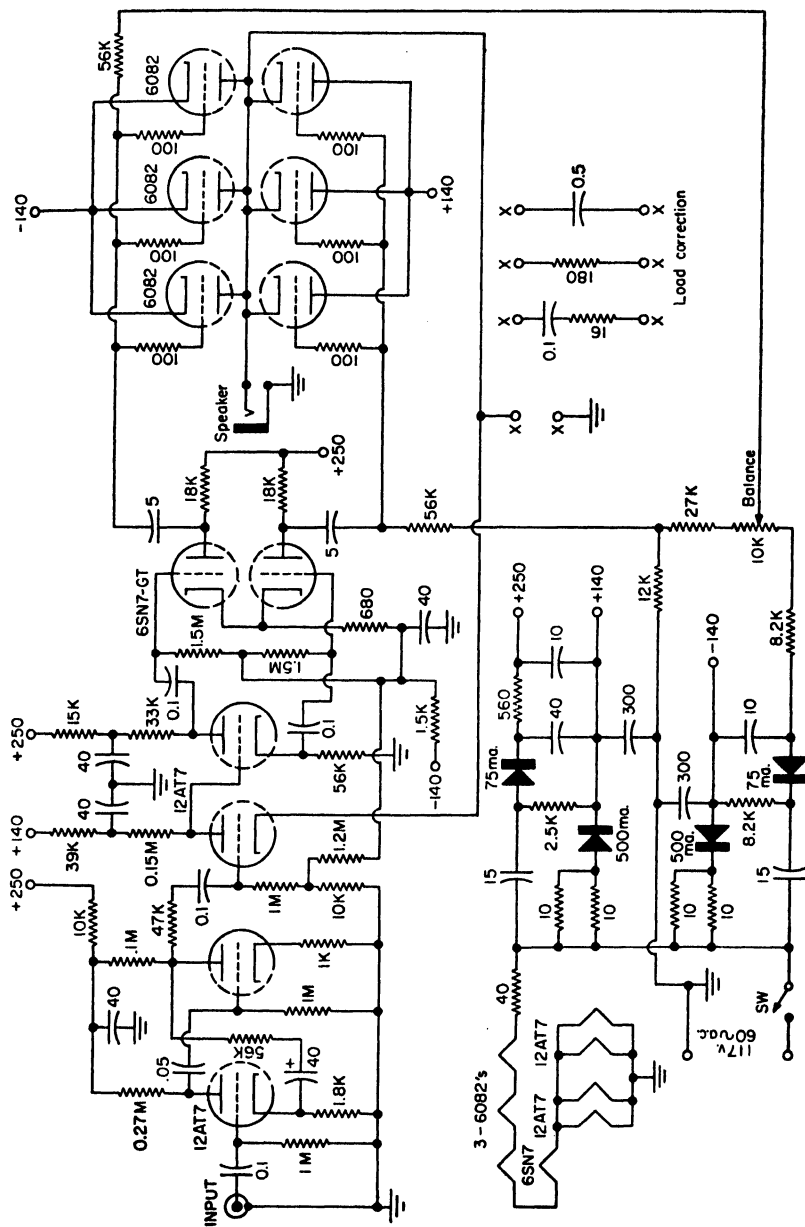 INPUT
0.1
1M
12AT7
0.27M
.05
40
1.8K
+
40
56K
1M
1K
.1M
10K
+250
47K
0.1
1M
10K
1.2M
0.15M
39K
+140
40
40
12AT7
33K
15K
+250
0.1
0.1
56K
-140
1.5K
1.5M
1.5M
6SN7-GT
680
40
5
5
18K
18K
+250
Speaker
V
56K
100
100
100
6082
6082
6082
-140
100
100
100
+140
56K
3-6082's
6SN7
12AT7
12AT7
40
15
75ma.
560
+250
2.5K
40
10
10
10
500ma.
+140
300
12K
117v.
60~a.c.
SW
10
10
500
ma.
300
-140
8.2K
10
15
75
ma.
8.2K
27K
10K
Balance
X
X
0.1
16
180
0.5
X X X
X X X
Load correction